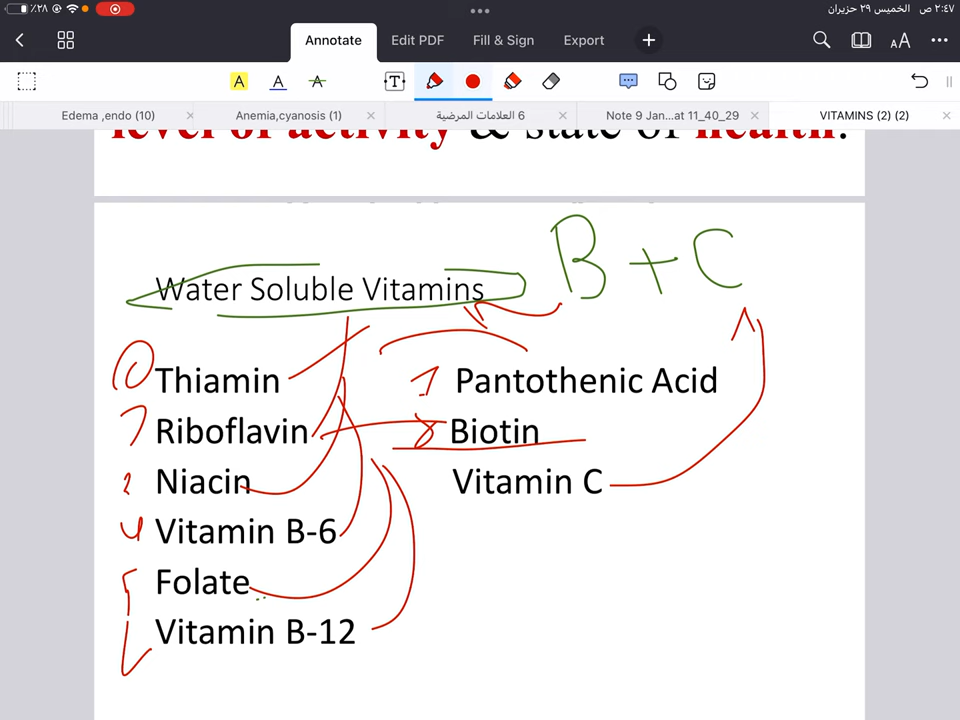 ٪٢٨ ٢:٤٧ ص الخميس ٢٩ حزيران
Annotate Edit PDF Fill & Sign Export
AA
A A A T
Edema ,endo (10) Anemia,cyanosis (1) 6 العلامات المرضية Note 9 Jan...at 11_40_29 VITAMINS (2) (2)
level of activity & state of health.
B + C
Water Soluble Vitamins
Thiamin
Riboflavin
Niacin
Vitamin B-6
Folate
Vitamin B-12
Pantothenic Acid
Biotin
Vitamin C